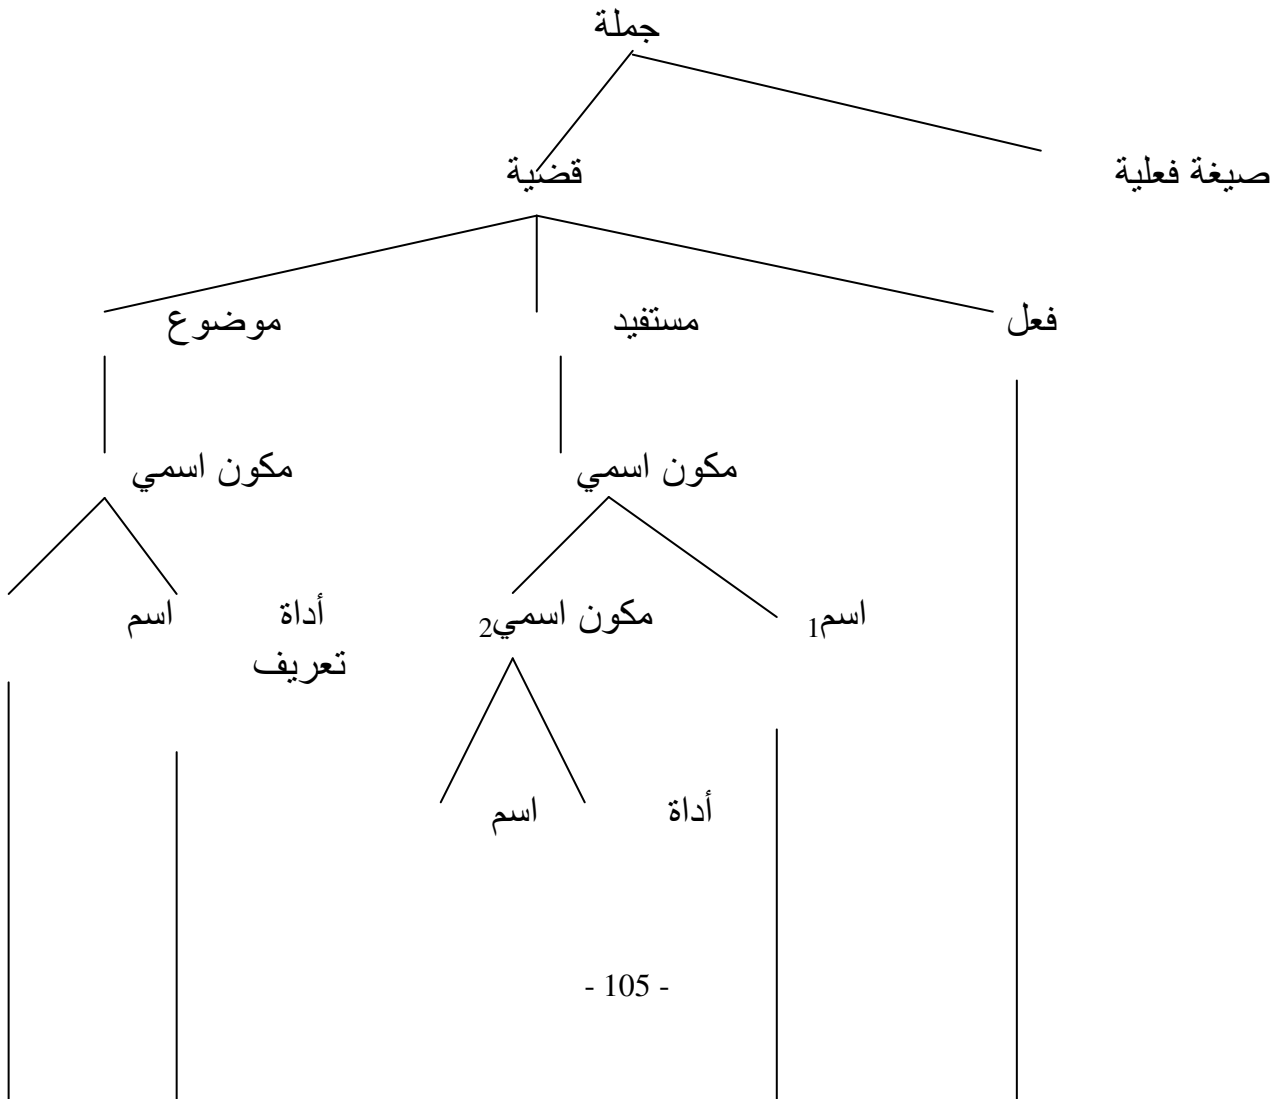 جملة
صيغة فعلية قضية
فعل مستفيد موضوع
مكون اسمي مكون اسمي
اسم1 مكون اسمي2 أداة اسم
تعريف
أداة اسم
- 105 -